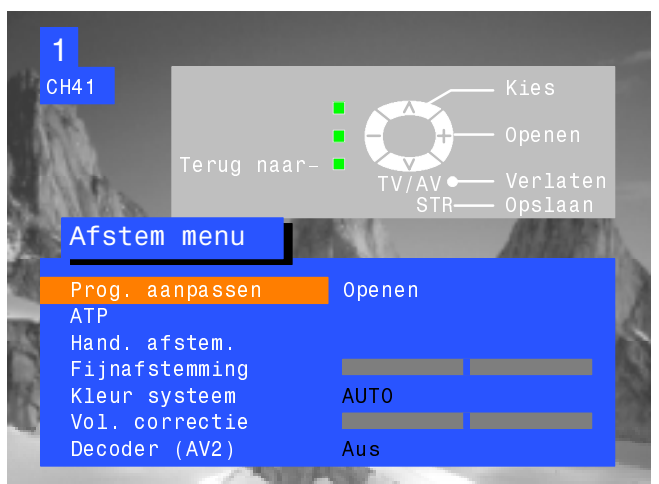 1
CH41
Kies
Openen
Terug naar
TV/AV Verlaten
STR Opslaan
Afstem menu
Prog. aanpassen Openen
ATP
Hand. afstem.
Fijnafstemming
Kleur systeem AUTO
Vol. correctie
Decoder (AV2) Aus